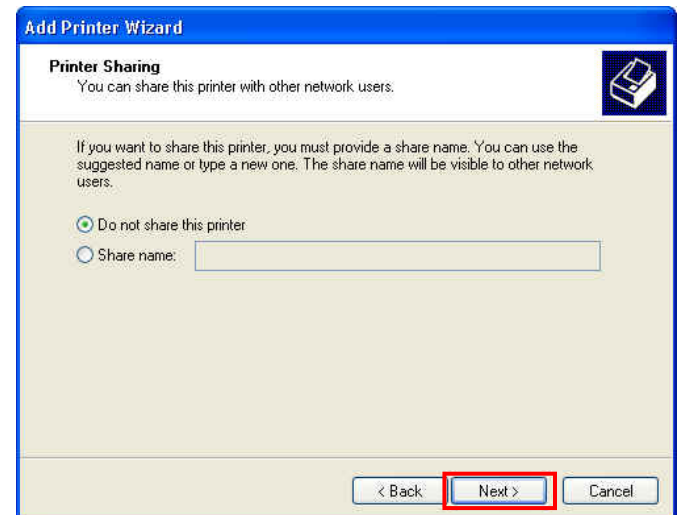 Add Printer Wizard
Printer Sharing
You can share this printer with other network users.
If you want to share this printer, you must provide a share name. You can use the
suggested name or type a new one. The share name will be visible to other network
users.
Do not share this printer
Share name:
< Back
Next >
Cancel